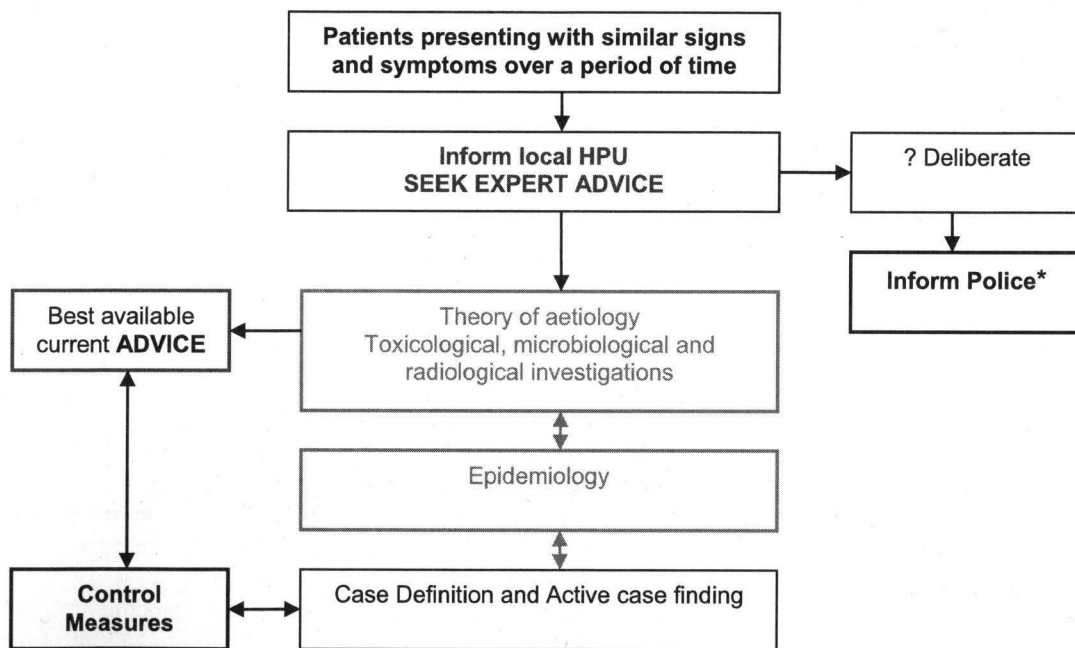 Patients presenting with similar signs
and symptoms over a period of time
Inform local HPU
SEEK EXPERT ADVICE
? Deliberate
Inform Police*
Best available
current ADVICE
Theory of aetiology
Toxicological, microbiological and
radiological investigations
Epidemiology
Control
Measures
Case Definition and Active case finding